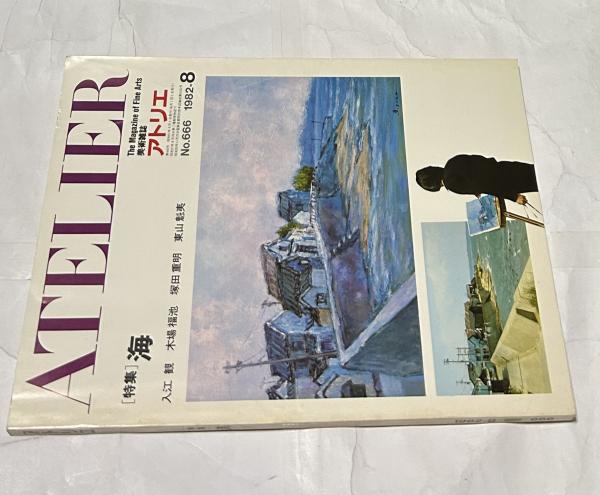 ATELIER
The Magazine of Fine Arts
美術雑誌
アトリエ
No.666 1982-8
[特集] 海
入江 観 木場 福池 塚田 重明 東山 魁夷